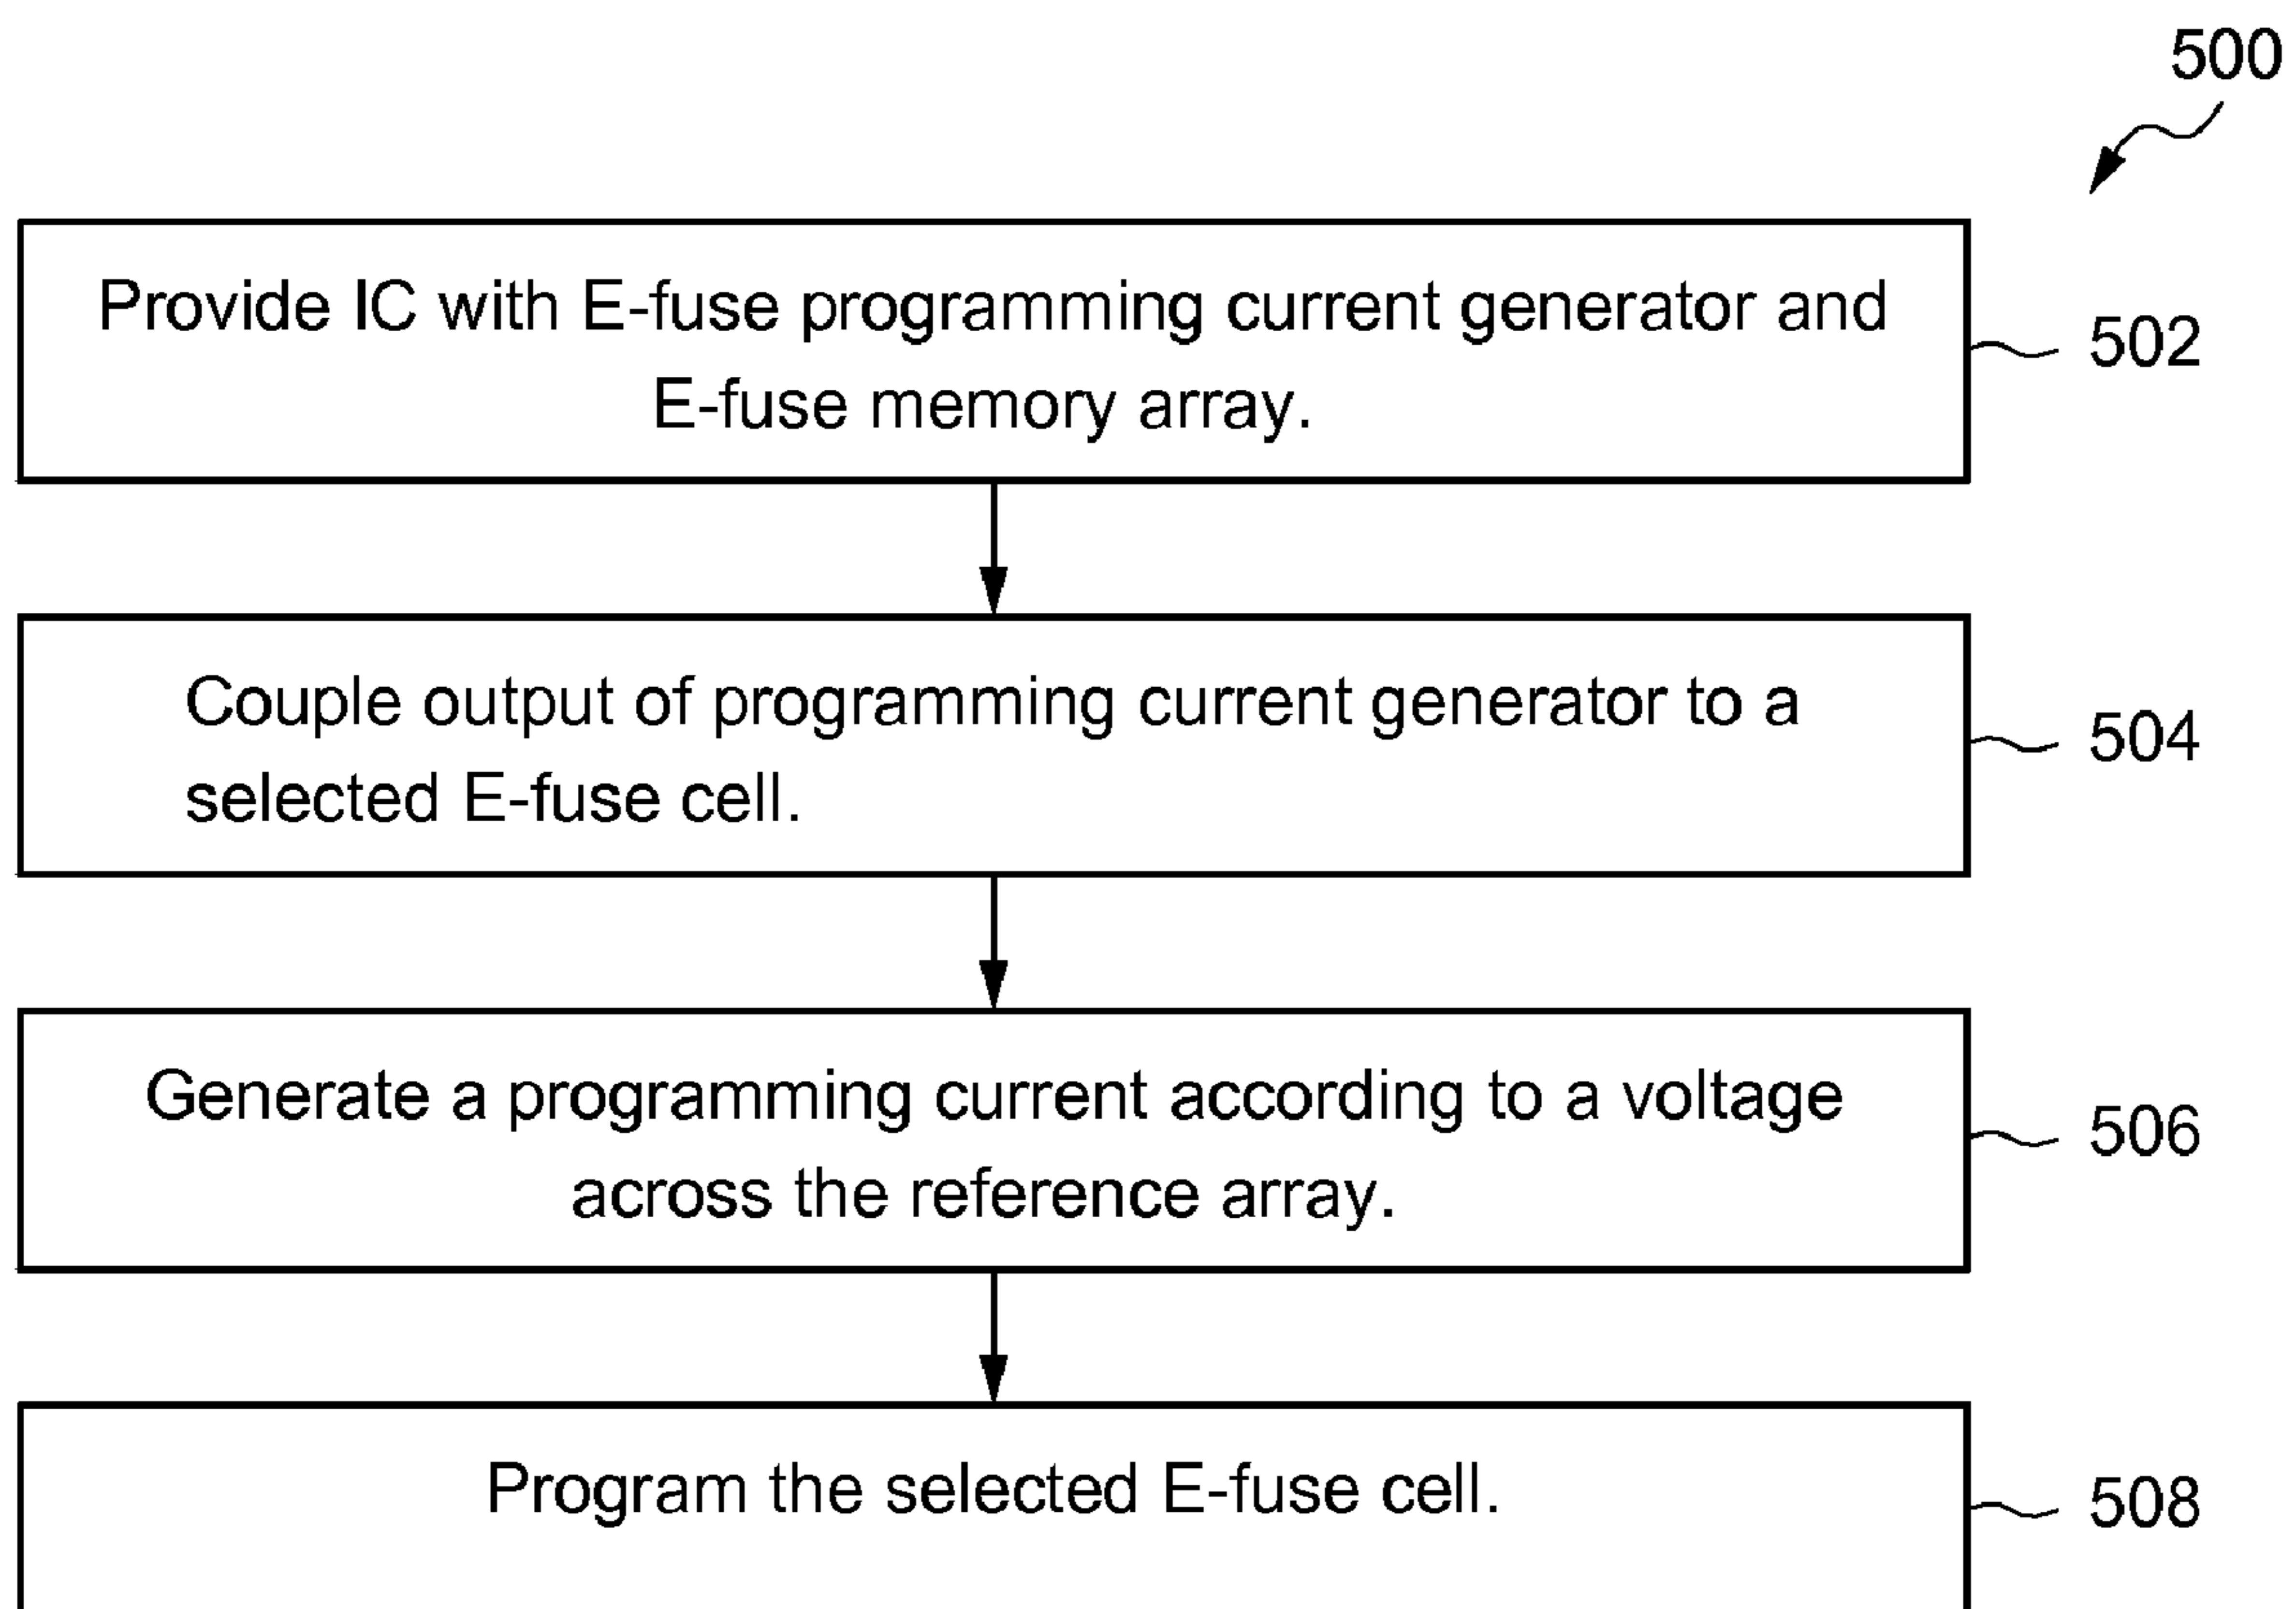 500
Provide IC with E-fuse programming current generator and
E-fuse memory array.
502
Couple output of programming current generator to a
selected E-fuse cell.
504
Generate a programming current according to a voltage
across the reference array.
506
Program the selected E-fuse cell.
508